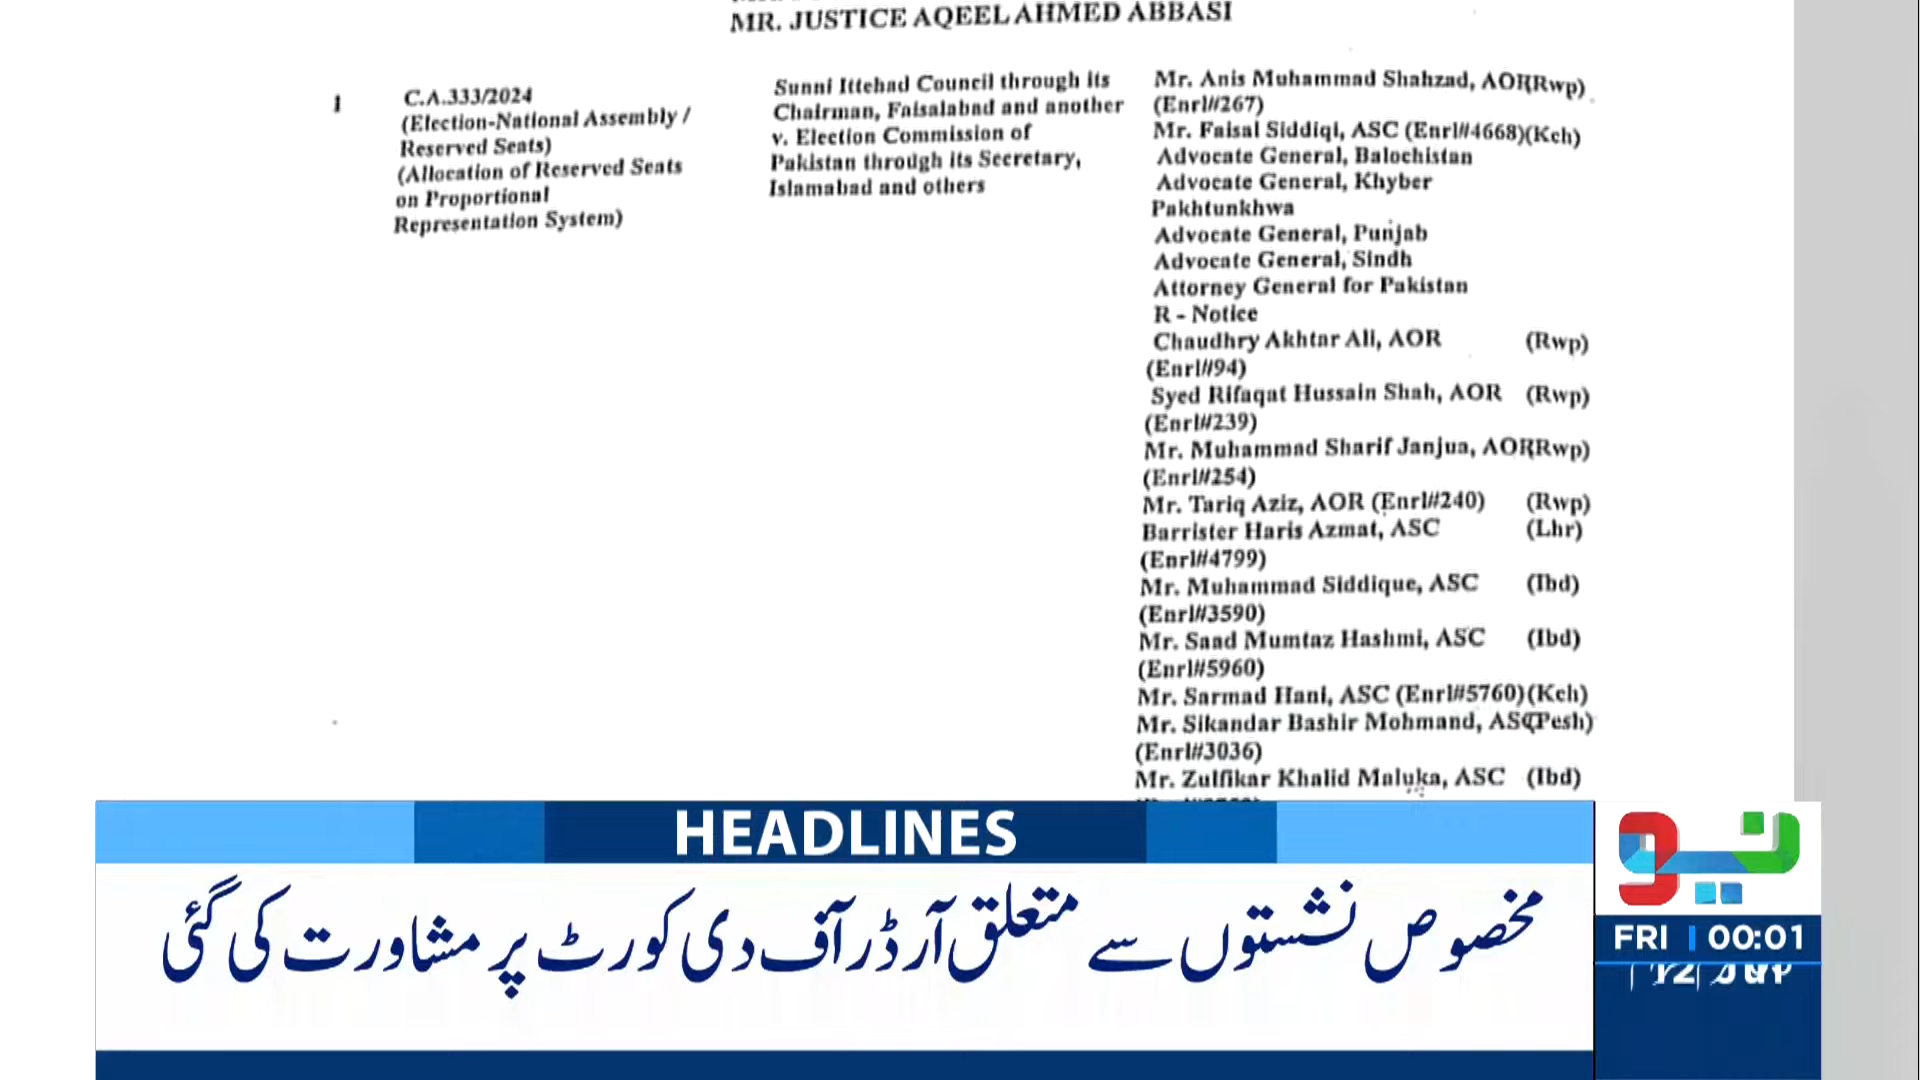 MR. JUSTICE AQEEL AHMED ABBASI
1
C.A.333/2024
(Election-National Assembly /
Reserved Seats)
(Allocation of Reserved Seats
on Proportional
Representation System)
Sunni Ittehad Council through its
Chairman, Faisalabad and another
v. Election Commission of
Pakistan through its Secretary,
Islamabad and others
Mr. Anis Muhammad Shahzad, AOR(Rwp)
(Enrl#267)
Mr. Faisal Siddiqi, ASC (Enrl#4668)(Kch)
Advocate General, Balochistan
Advocate General, Khyber
Pakhtunkhwa
Advocate General, Punjab
Advocate General, Sindh
Attorney General for Pakistan
R - Notice
Chaudhry Akhtar Ali, AOR (Rwp)
(Enrl#94)
Syed Rifaqat Hussain Shah, AOR (Rwp)
(Enrl#239)
Mr. Muhammad Sharif Janjua, AOR(Rwp)
(Enrl#254)
Mr. Tariq Aziz, AOR (Enrl#240) (Rwp)
Barrister Haris Azmat, ASC (Lhr)
(Enrl#4799)
Mr. Muhammad Siddique, ASC (Ibd)
(Enrl#3590)
Mr. Saad Mumtaz Hashmi, ASC (Ibd)
(Enrl#5960)
Mr. Sarmad Hani, ASC (Enrl#5760)(Kch)
Mr. Sikandar Bashir Mohmand, ASC(Pesh)
(Enrl#3036)
Mr. Zulfikar Khalid Maluka, ASC (Ibd)
HEADLINES
مخصوص نشستوں سے متعلق آرڈر آف دی کورٹ پر مشاورت کی گئی
نیو
FRI 00:01